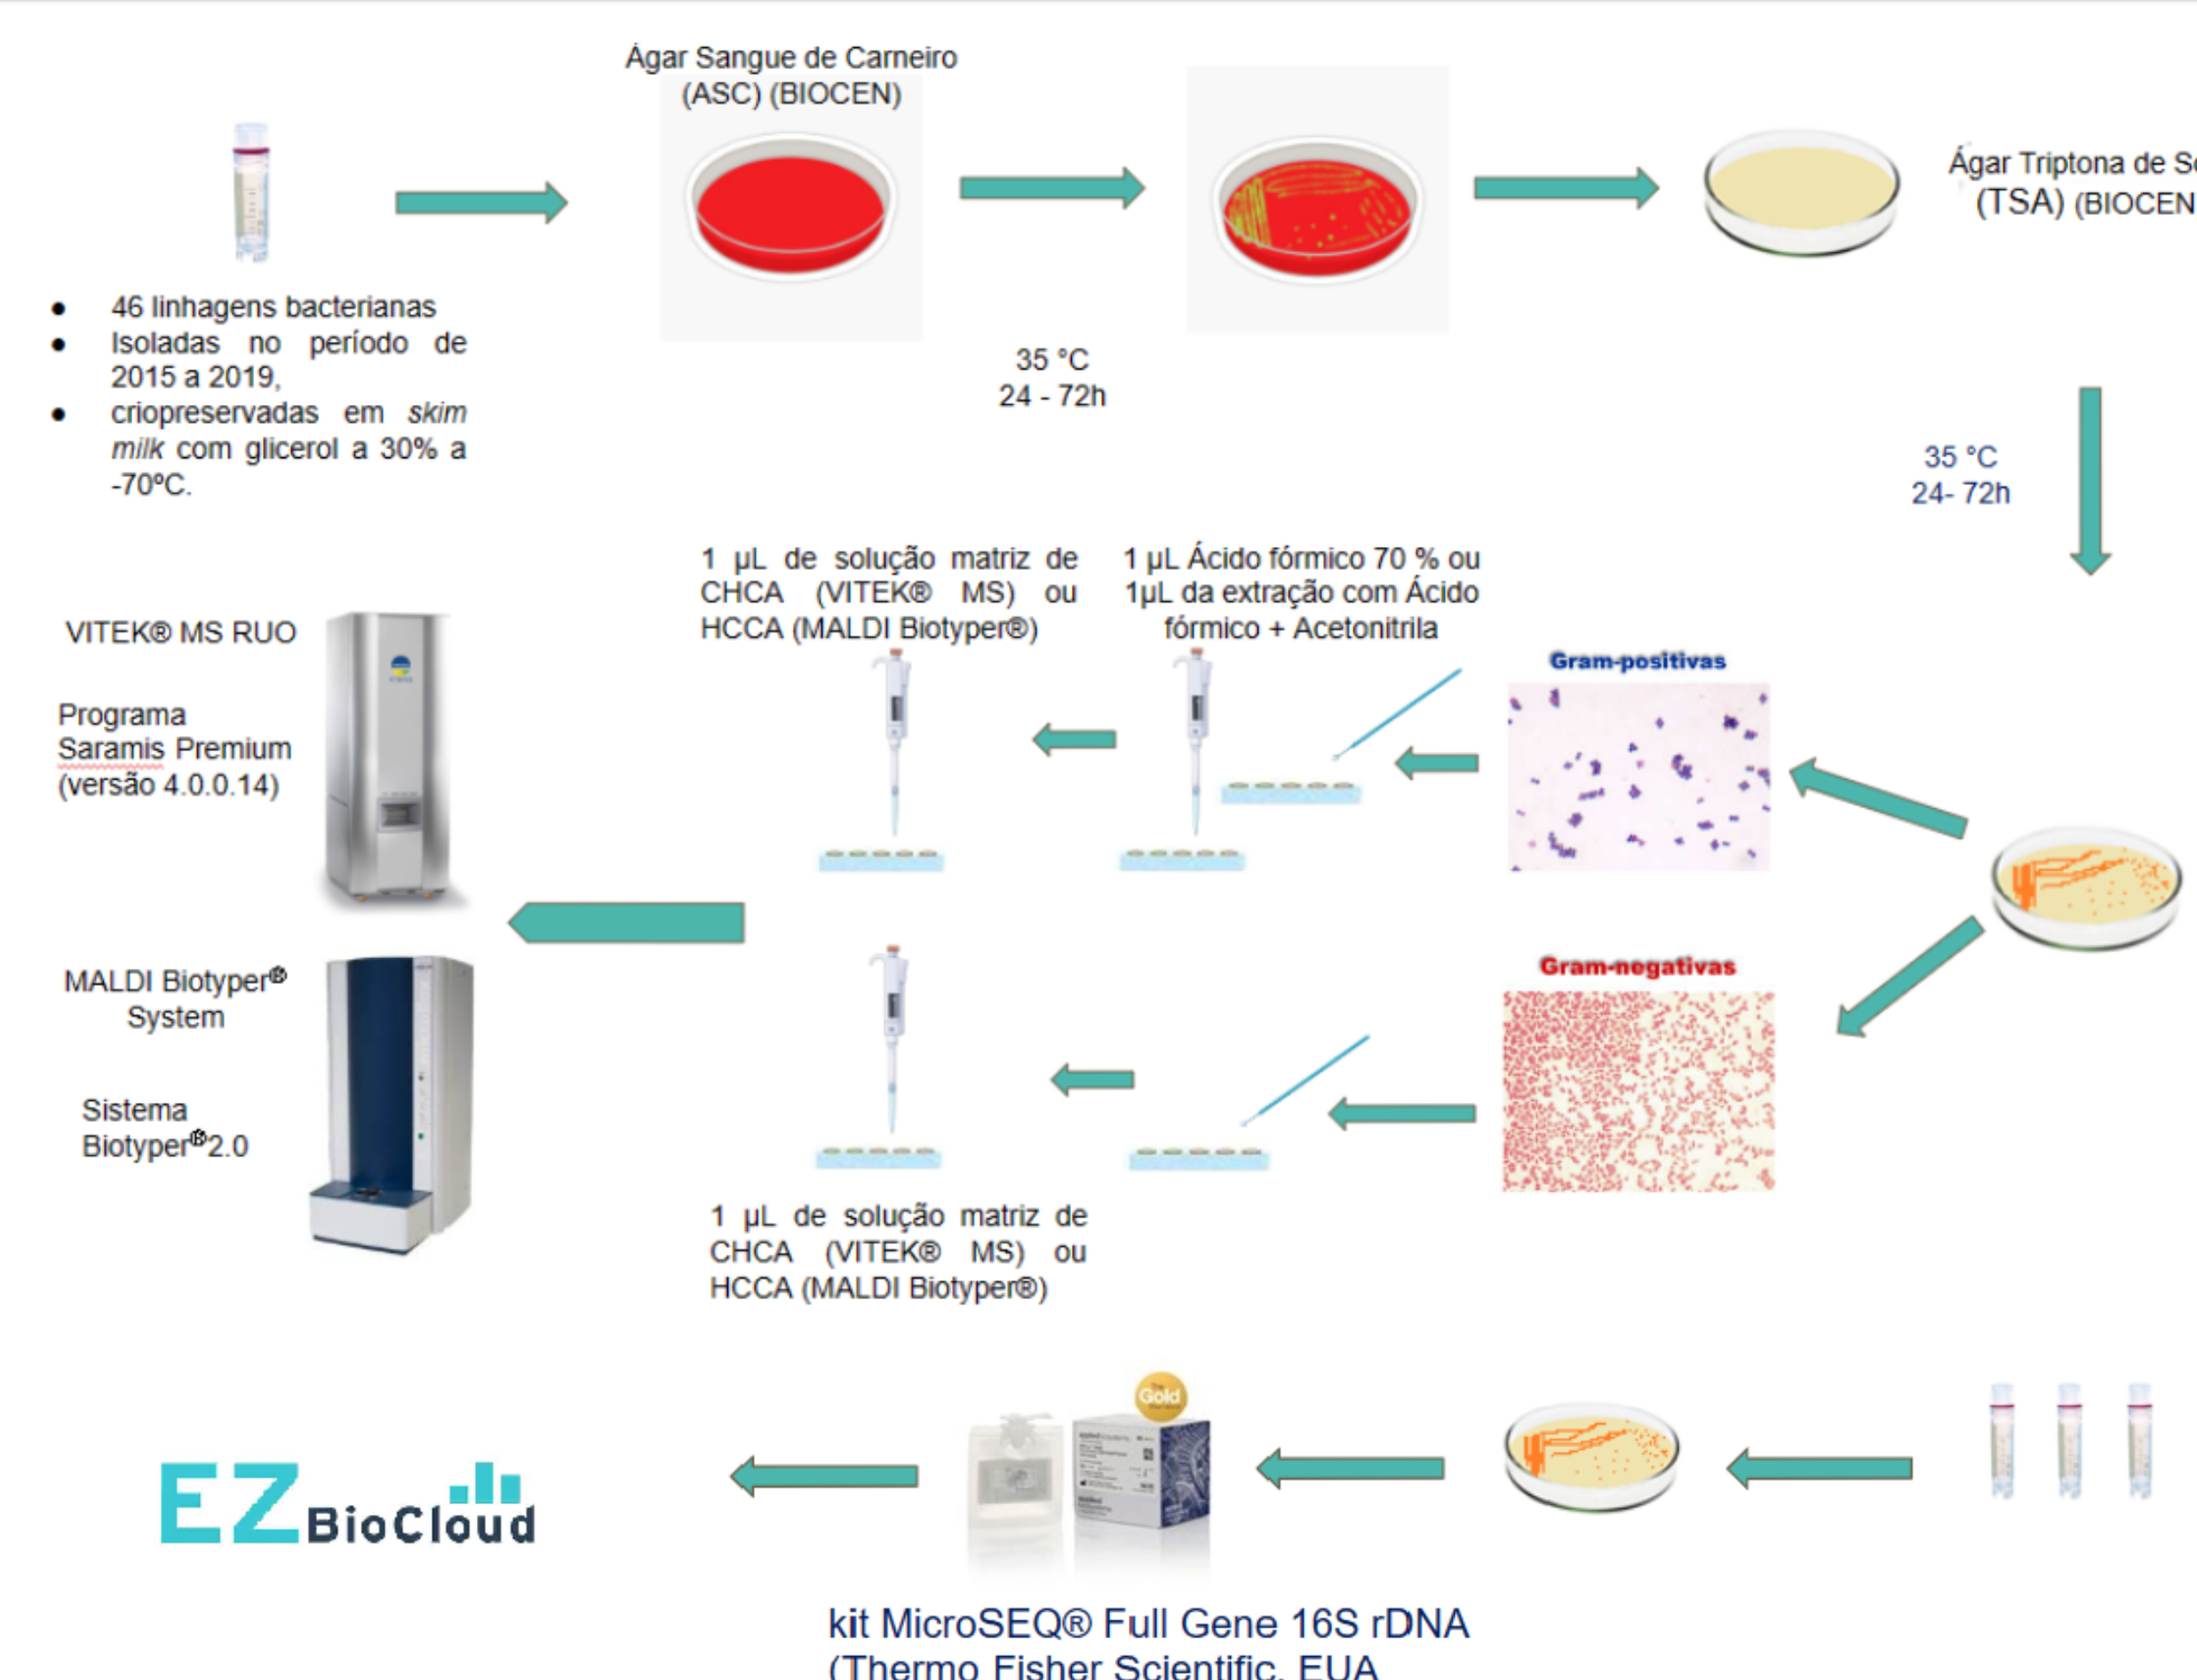 Ágar Sangue de Carneiro
(ASC) (BIOCEN)
Ágar Triptona de
(TSA) (BIOCEN
● 46 linhagens bacterianas
● Isoladas no período de
2015 a 2019,
● criopreservadas em skim
milk com glicerol a 30% a
-70ºC.
35 °C
24 - 72h
35 °C
24- 72h
1 µL de solução matriz de
CHCA (VITEK® MS) ou
HCCA (MALDI Biotyper®)
1 µL Ácido fórmico 70 % ou
1µL da extração com Ácido
fórmico + Acetonitrila
VITEK® MS RUO
Programa
Saramis Premium
(versão 4.0.0.14)
Gram-positivas
MALDI Biotyper®
System
Sistema
Biotyper®2.0
Gram-negativas
1 µL de solução matriz de
CHCA (VITEK® MS) ou
HCCA (MALDI Biotyper®)
Gold
EZ BioCloud
kit MicroSEQ® Full Gene 16S rDNA
(Thermo Fisher Scientific, EUA